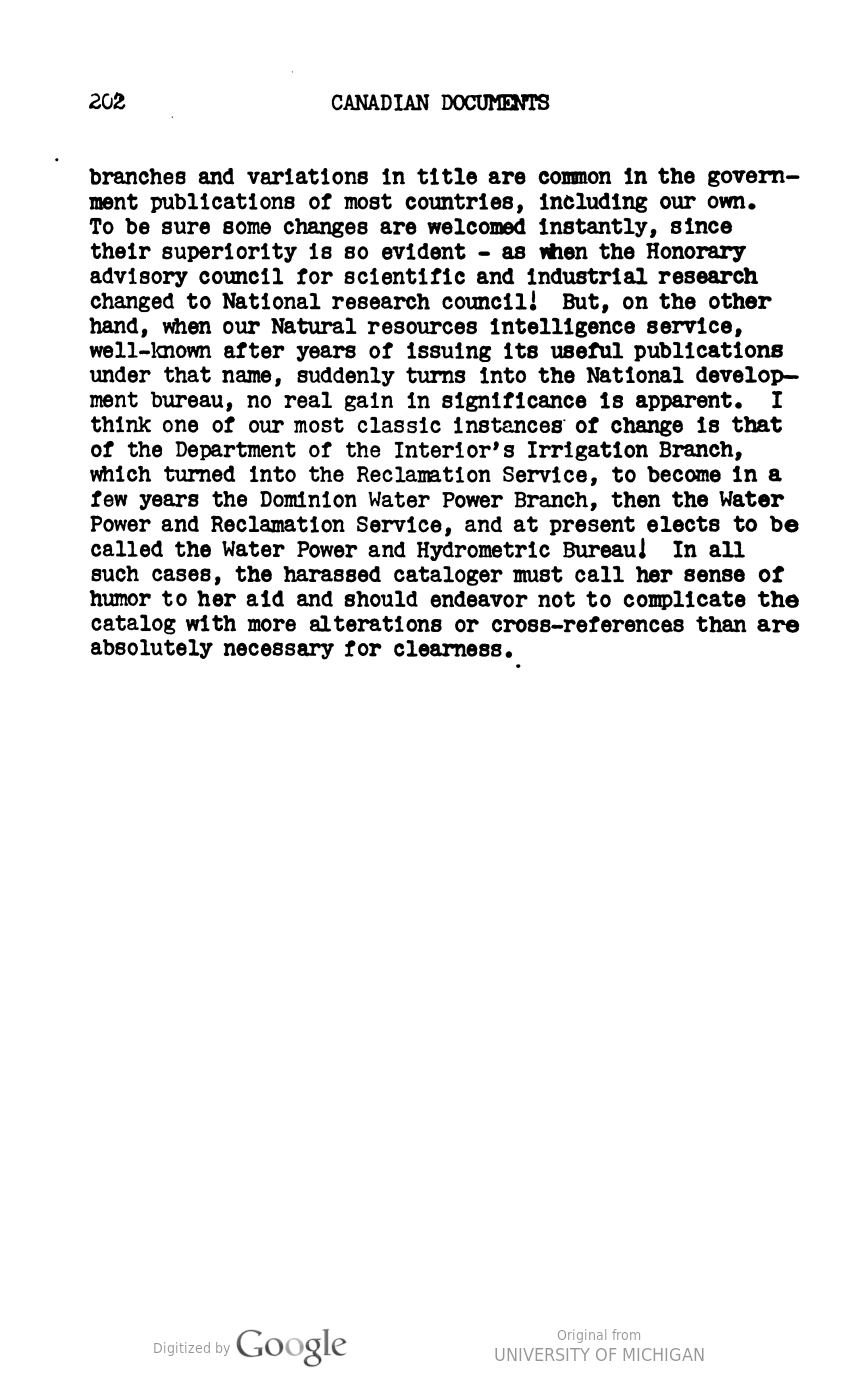 202 CANADIAN DOCUMENTS
branches and variations in title are common in the govern-
ment publications of most countries, including our own.
To be sure some changes are welcomed instantly, since
their superiority is so evident - as when the Honorary
advisory council for scientific and industrial research
changed to National research council! But, on the other
hand, when our Natural resources intelligence service,
well-known after years of issuing its useful publications
under that name, suddenly turns into the National develop-
ment bureau, no real gain in significance is apparent. I
think one of our most classic instances of change is that
of the Department of the Interior's Irrigation Branch,
which turned into the Reclamation Service, to become in a
few years the Dominion Water Power Branch, then the Water
Power and Reclamation Service, and at present elects to be
called the Water Power and Hydrometric Bureau! In all
such cases, the harassed cataloger must call her sense of
humor to her aid and should endeavor not to complicate the
catalog with more alterations or cross-references than are
absolutely necessary for clearness.
Digitized by Google
Original from
UNIVERSITY OF MICHIGAN